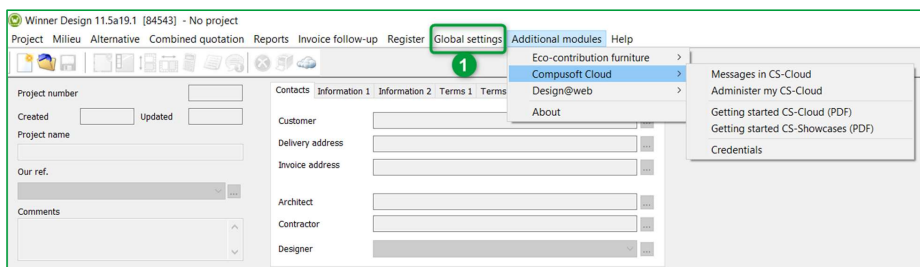 Winner Design 11.5a19.1 [84543] - No project
Project Milieu Alternative Combined quotation Reports Invoice follow-up Register Global settings Additional modules Help
1
Eco-contribution furniture >
Compusoft Cloud >
Design@web >
About
Messages in CS-Cloud
Administer my CS-Cloud
Getting started CS-Cloud (PDF)
Getting started CS-Showcases (PDF)
Credentials
Project number
Created Updated
Project name
Our ref.
...
Comments
Contacts Information 1 Information 2 Terms 1 Terms
Customer ...
Delivery address ...
Invoice address ...
Architect ...
Contractor ...
Designer ...